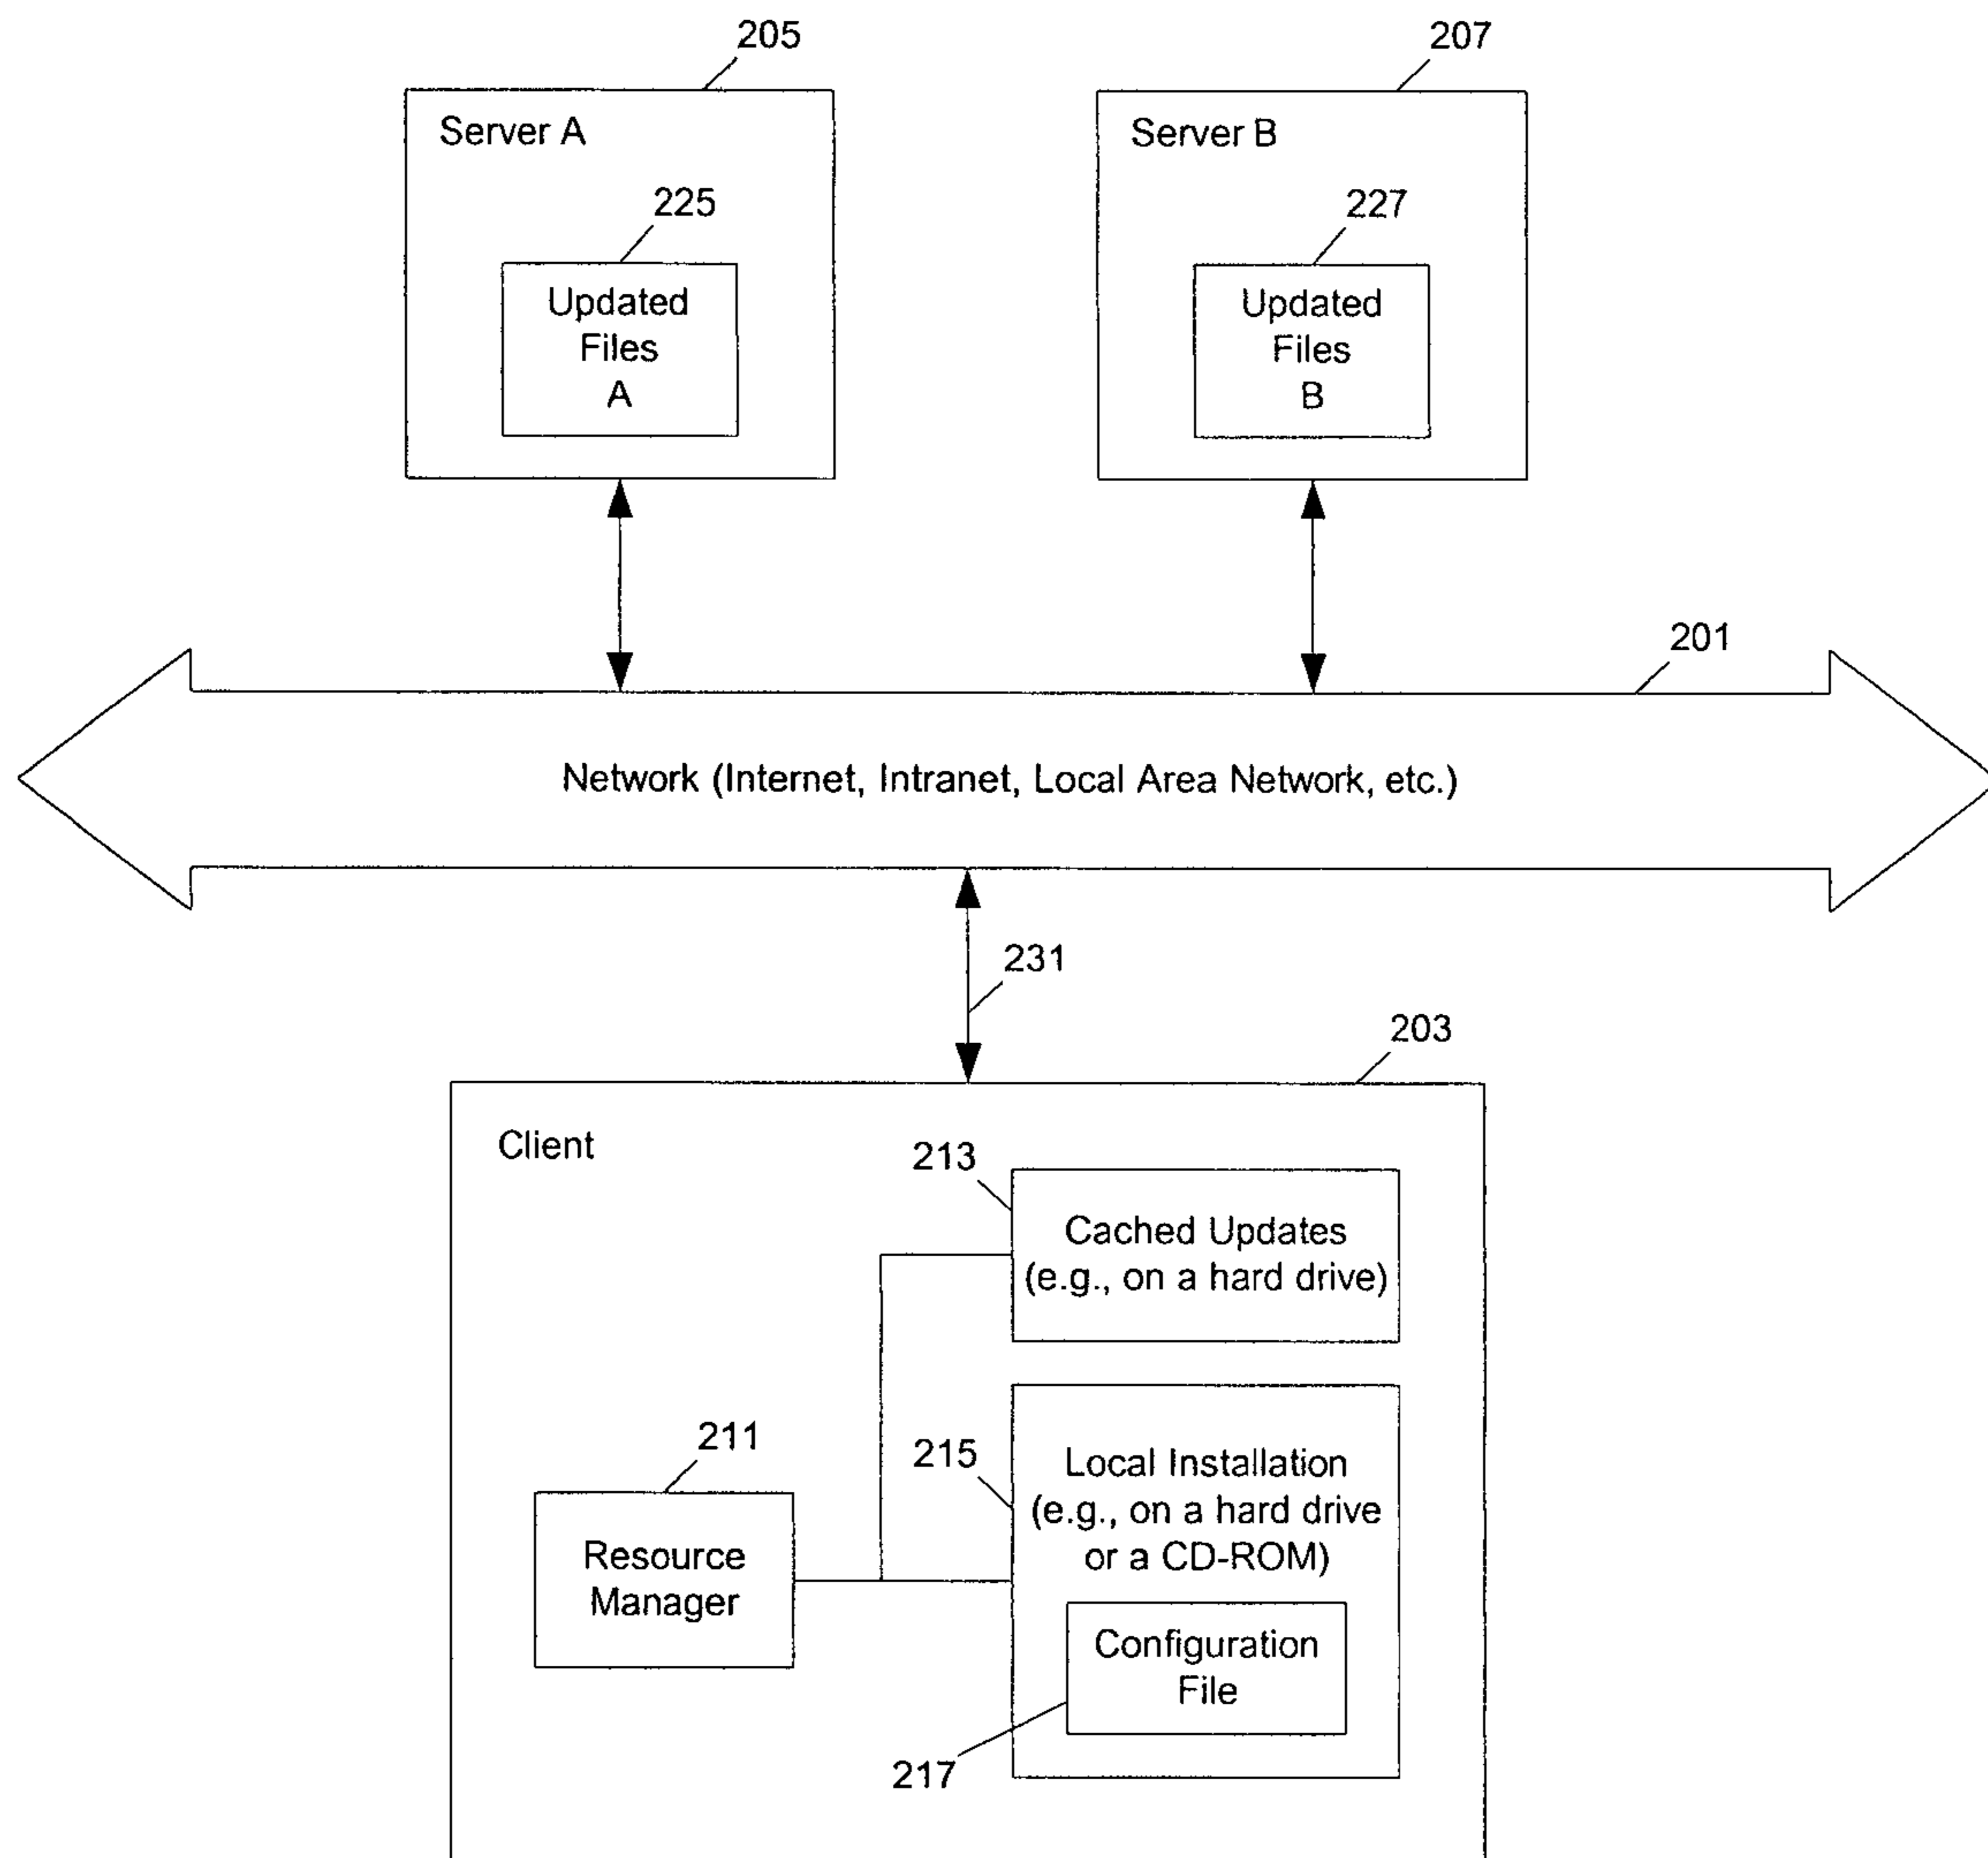 205
207
Server A
Server B
225
227
Updated
Files
A
Updated
Files
B
201
Network (Internet, Intranet, Local Area Network, etc.)
231
203
Client
213
Cached Updates
(e.g., on a hard drive)
211
215
Local Installation
(e.g., on a hard drive
or a CD-ROM)
Resource
Manager
Configuration
File
217